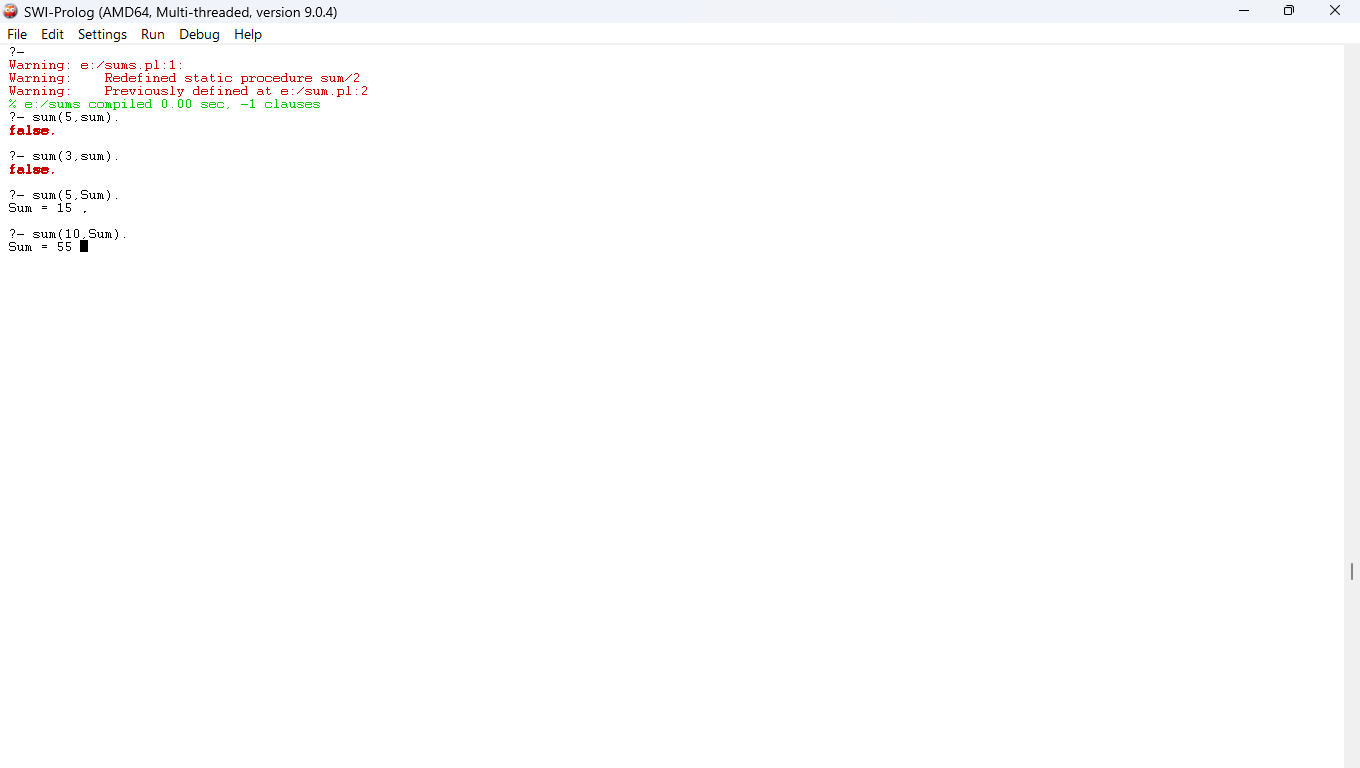 SWI-Prolog (AMD64, Multi-threaded, version 9.0.4)
File Edit Settings Run Debug Help
?-
Warning: e:/sums.pl:1:
Warning:    Redefined static procedure sum/2
Warning:    Previously defined at e:/sum.pl:2
% e:/sums compiled 0.00 sec, -1 clauses
?- sum(5,sum).
false.
?- sum(3,sum).
false.
?- sum(5,Sum).
Sum = 15 .
?- sum(10,Sum).
Sum = 55